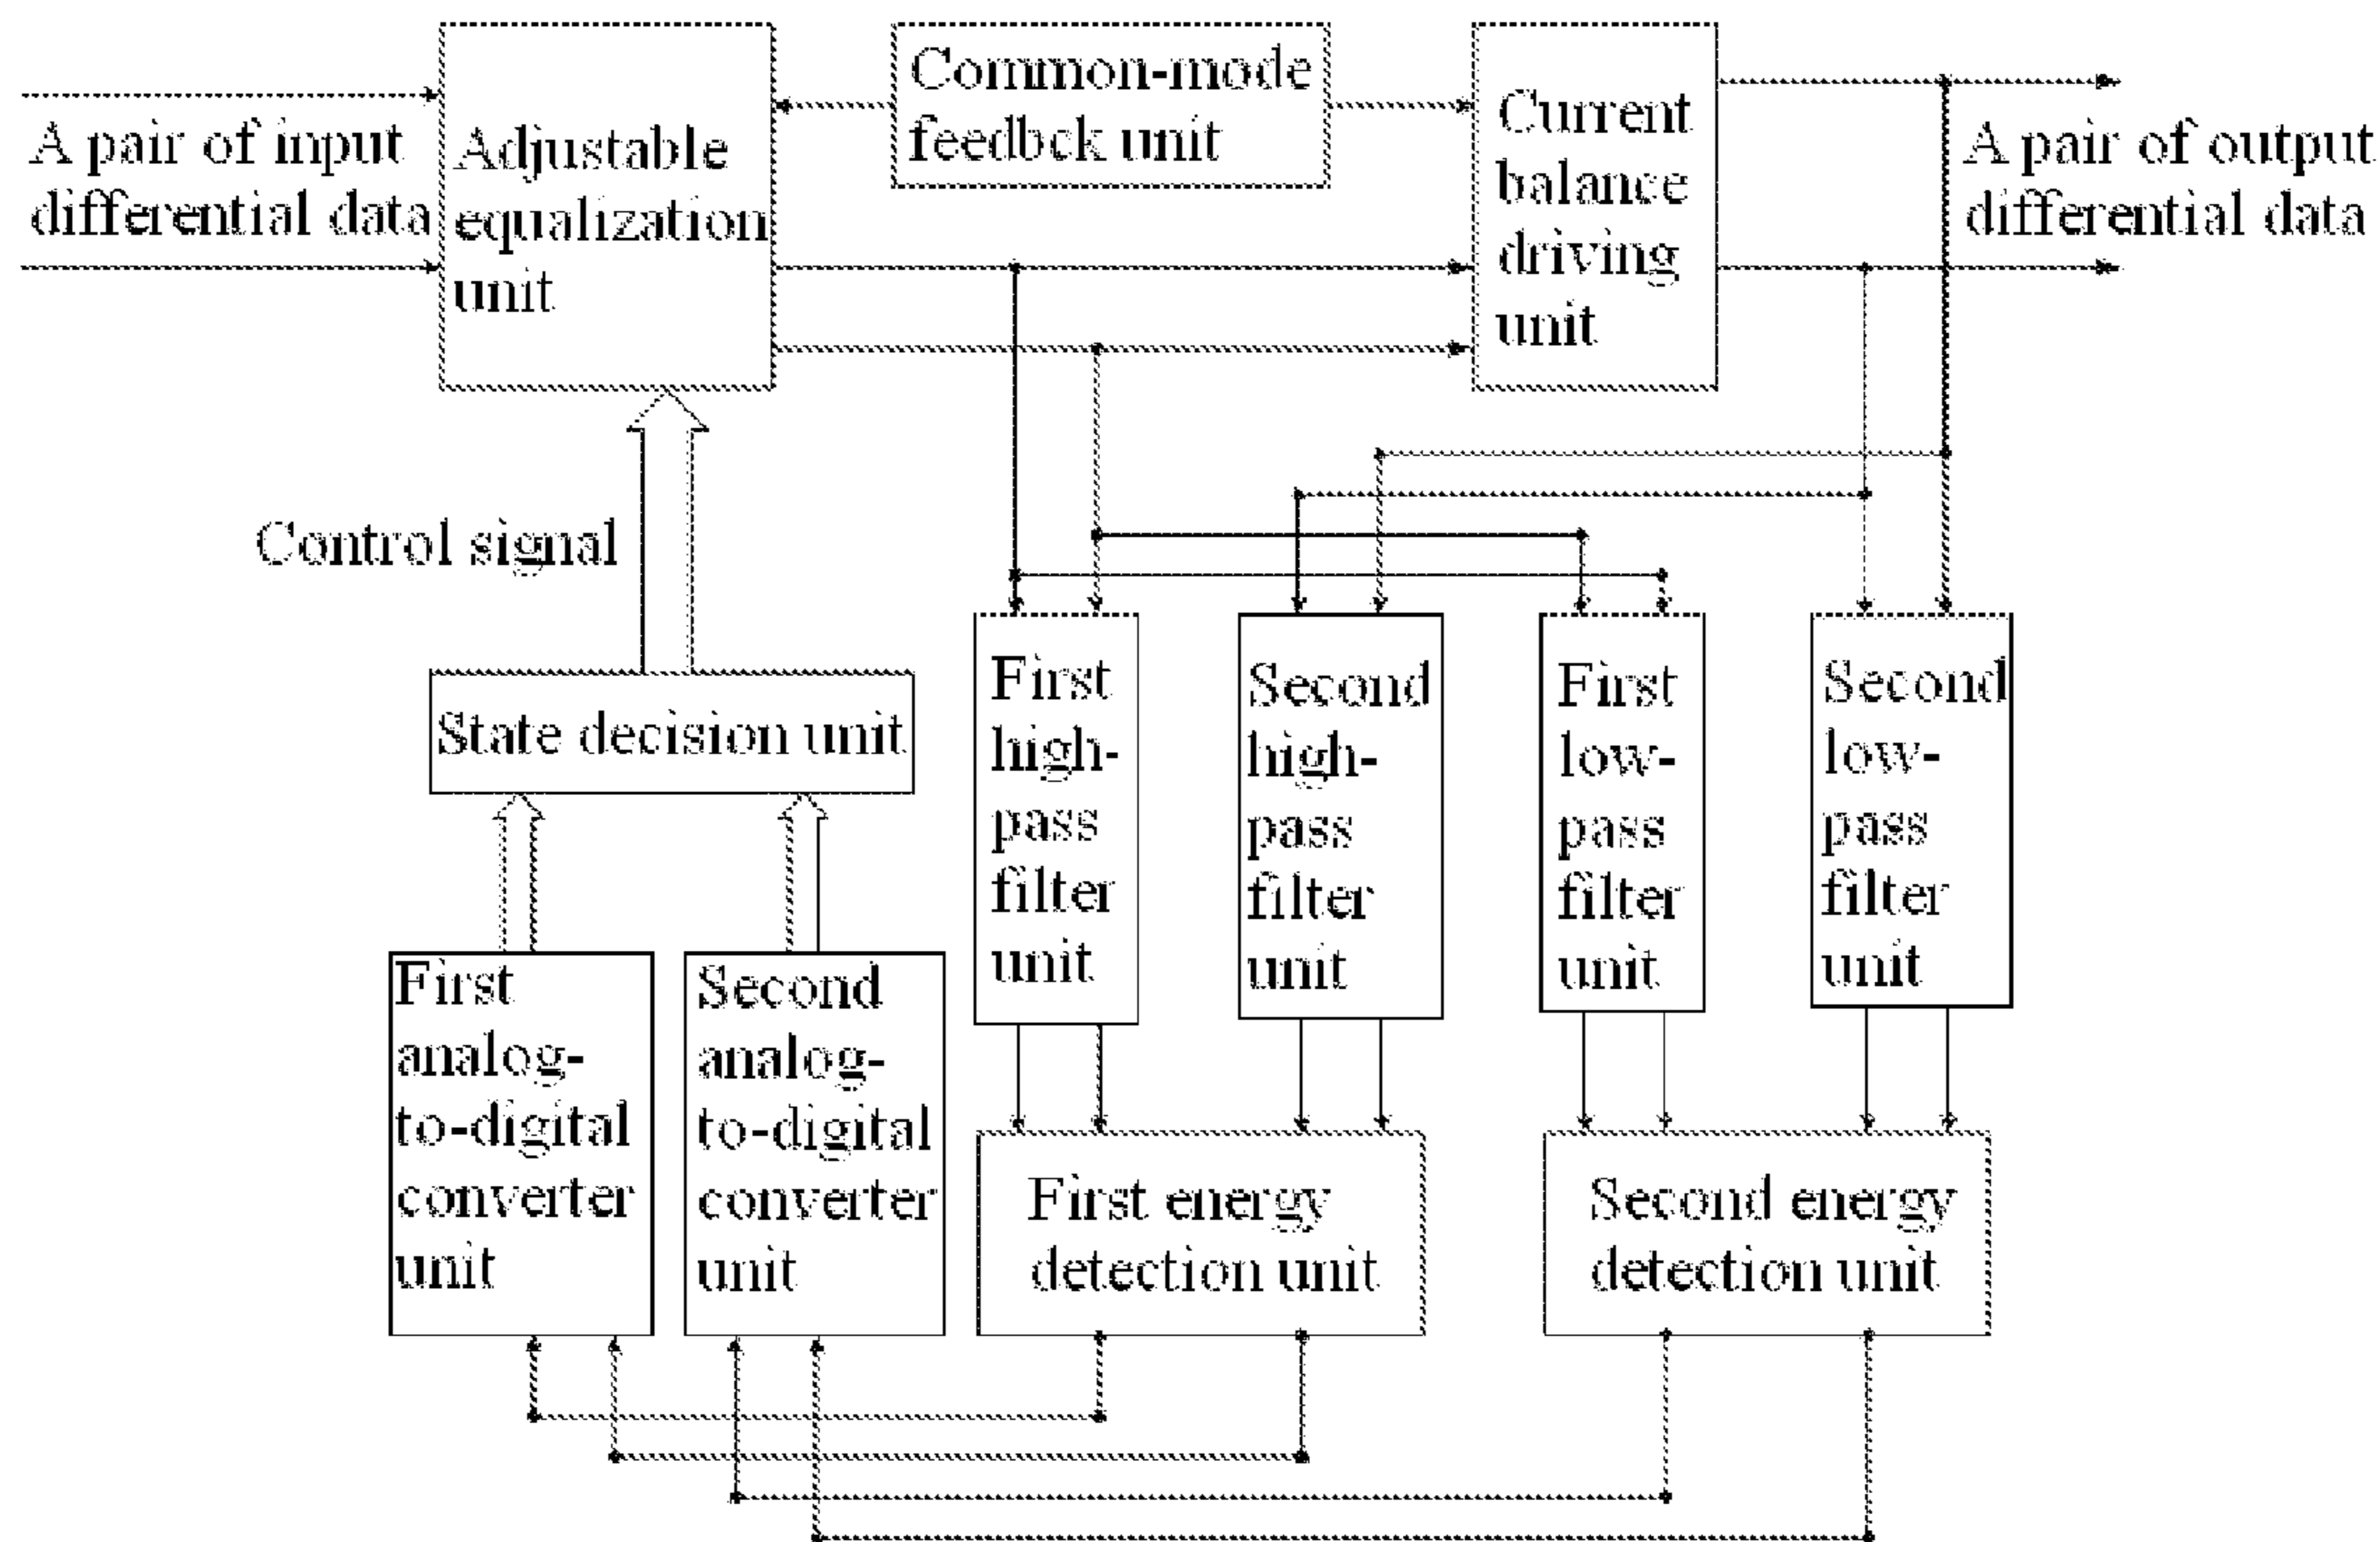 A pair of input
differential data
Adjustable
equalization
unit
Common-mode
feedbck unit
Current
balance
driving
unit
A pair of output
differential data
Control signal
State decision unit
First
high-
pass
filter
unit
Second
high-
pass
filter
unit
First
low-
pass
filter
unit
Second
low-
pass
filter
unit
First
analog-
to-digital
converter
unit
Second
analog-
to-digital
converter
unit
First energy
detection unit
Second energy
detection unit